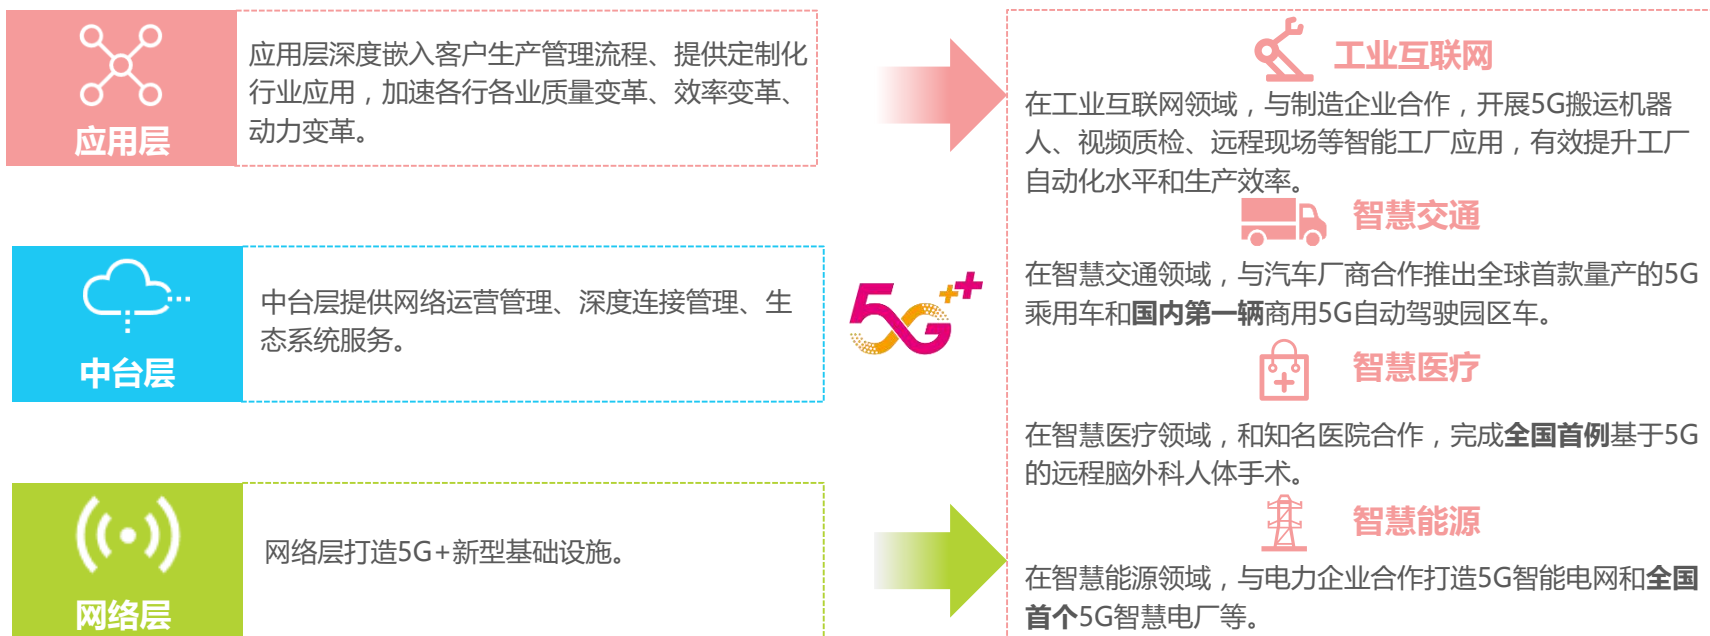 应用层
应用层深度嵌入客户生产管理流程、提供定制化
行业应用，加速各行各业质量变革、效率变革、
动力变革。
中台层
中台层提供网络运营管理、深度连接管理、生
态系统服务。
网络层
网络层打造5G+新型基础设施。
5G++
工业互联网
在工业互联网领域，与制造企业合作，开展5G搬运机器
人、视频质检、远程现场等智能工厂应用，有效提升工厂
自动化水平和生产效率。
智慧交通
在智慧交通领域，与汽车厂商合作推出全球首款量产的5G
乘用车和国内第一辆商用5G自动驾驶园区车。
智慧医疗
在智慧医疗领域，和知名医院合作，完成全国首例基于5G
的远程脑外科人体手术。
智慧能源
在智慧能源领域，与电力企业合作打造5G智能电网和全国
首个5G智慧电厂等。